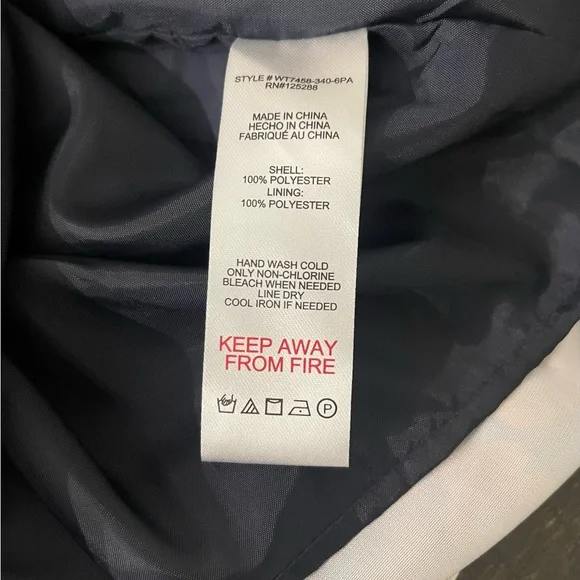 STYLE # WT7458-340-6PA
RN#125288
MADE IN CHINA
HECHO IN CHINA
FABRIQUÉ AU CHINA
SHELL:
100% POLYESTER
LINING:
100% POLYESTER
HAND WASH COLD
ONLY NON-CHLORINE
BLEACH WHEN NEEDED
LINE DRY
COOL IRON IF NEEDED
KEEP AWAY
FROM FIRE
P